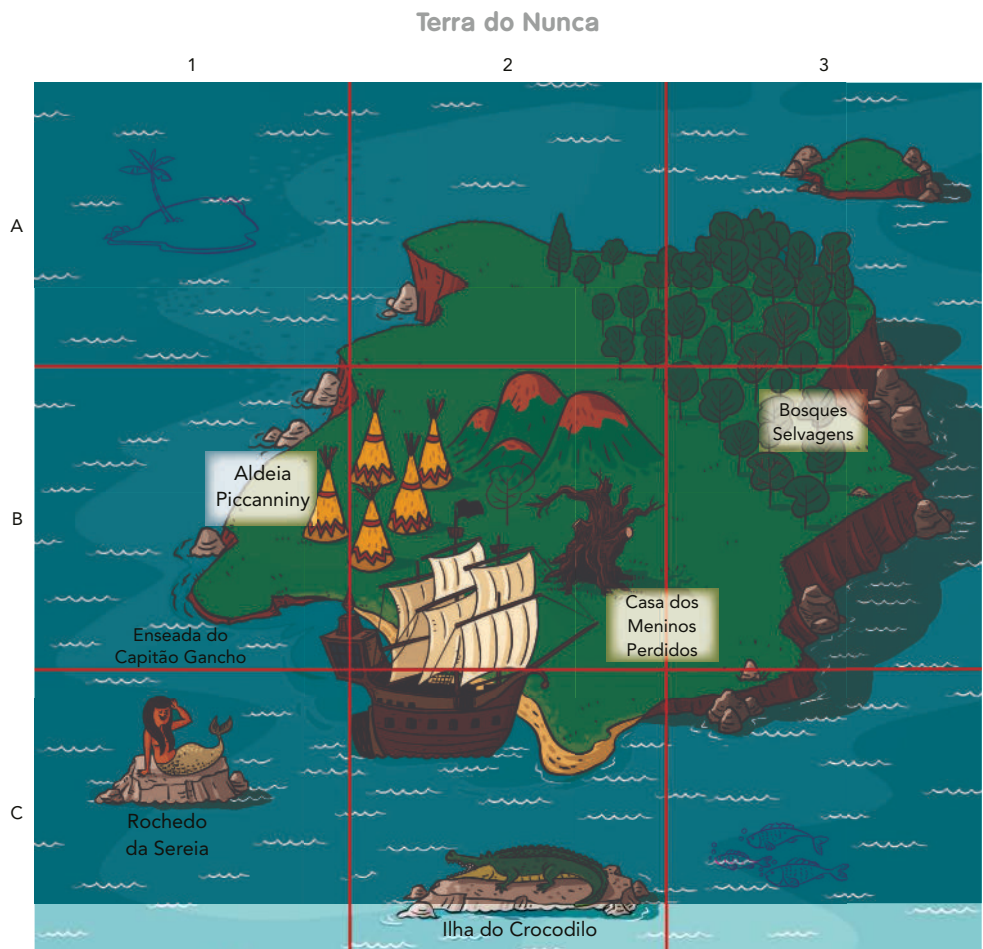 Terra do Nunca
1 2 3
A
Bosques
Selvagens
Aldeia
Piccanniny
B
Casa dos
Meninos
Perdidos
Enseada do
Capitão Gancho
C
Rochedo
da Sereia
Ilha do Crocodilo